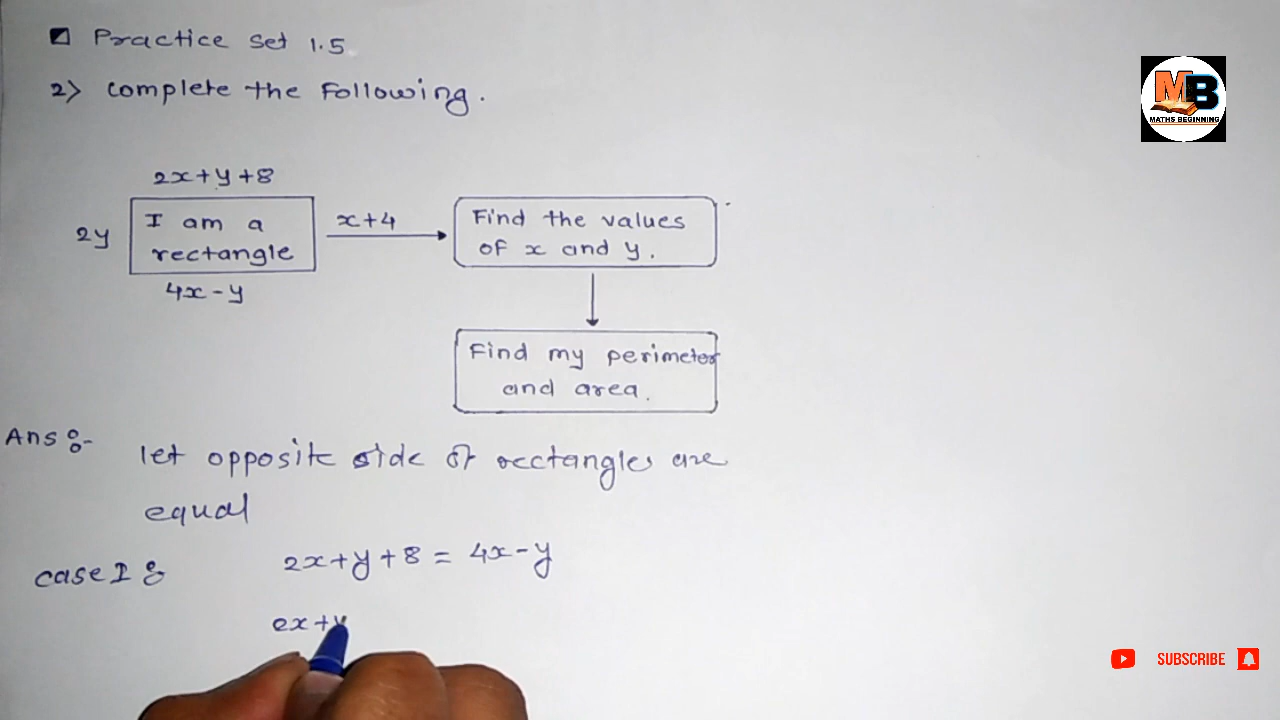 Practice Set 1.5
2) Complete the Following.
2x+y+8
2y
I am a
rectangle
x+4
4x-y
Find the values
of x and y.
Find my perimeter
and area.
Ans :-
let opposite side of rectangles are
equal
case I :
2x+y+8 = 4x-y
2x+y
MB
MATHS BEGINNING
SUBSCRIBE